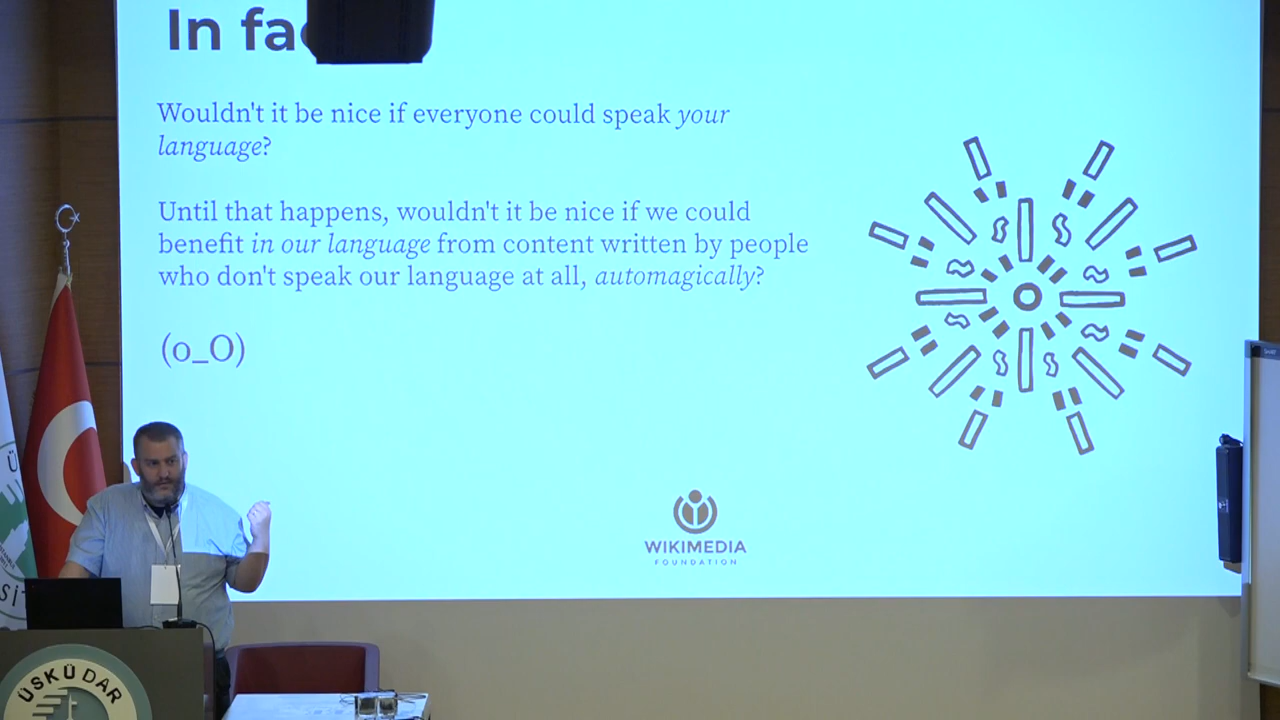 In fa
Wouldn't it be nice if everyone could speak your
language?
Until that happens, wouldn't it be nice if we could
benefit in our language from content written by people
who don't speak our language at all, automagically?
(o_O)
WIKIMEDIA
FOUNDATION
ÜSKÜDAR